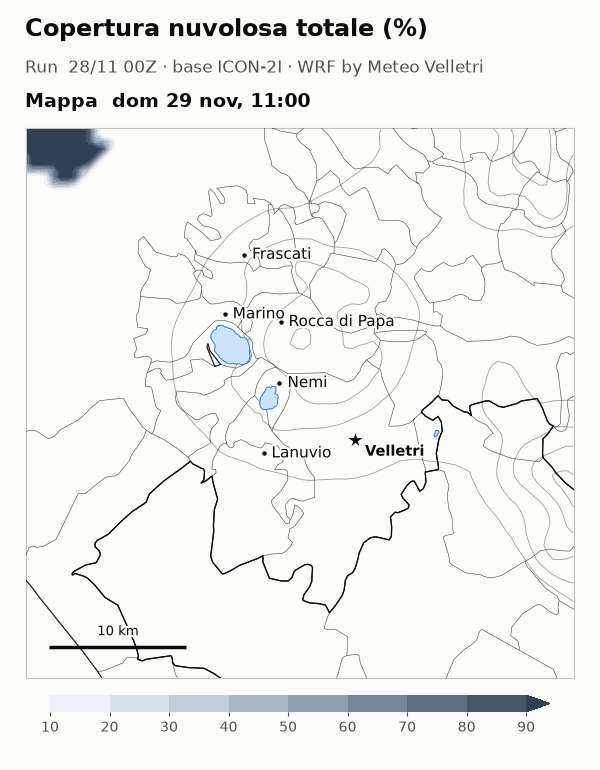 Copertura nuvolosa totale (%)
Run  28/11 00Z · base ICON-2I · WRF by Meteo Velletri
Mappa  dom 29 nov, 11:00
Frascati
Marino
Rocca di Papa
Nemi
Velletri
Lanuvio
10 km
10 20 30 40 50 60 70 80 90